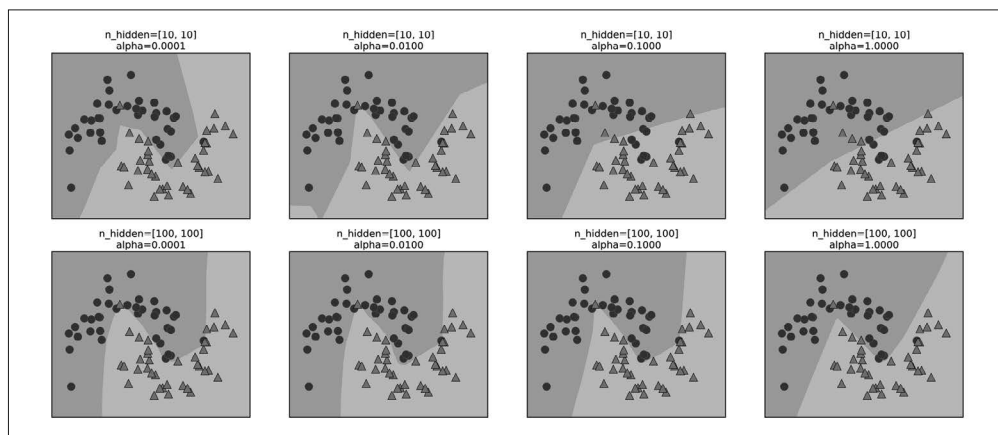 n_hidden=[10, 10]
alpha=0.0001
n_hidden=[10, 10]
alpha=0.0100
n_hidden=[10, 10]
alpha=0.1000
n_hidden=[10, 10]
alpha=1.0000
n_hidden=[100, 100]
alpha=0.0001
n_hidden=[100, 100]
alpha=0.0100
n_hidden=[100, 100]
alpha=0.1000
n_hidden=[100, 100]
alpha=1.0000